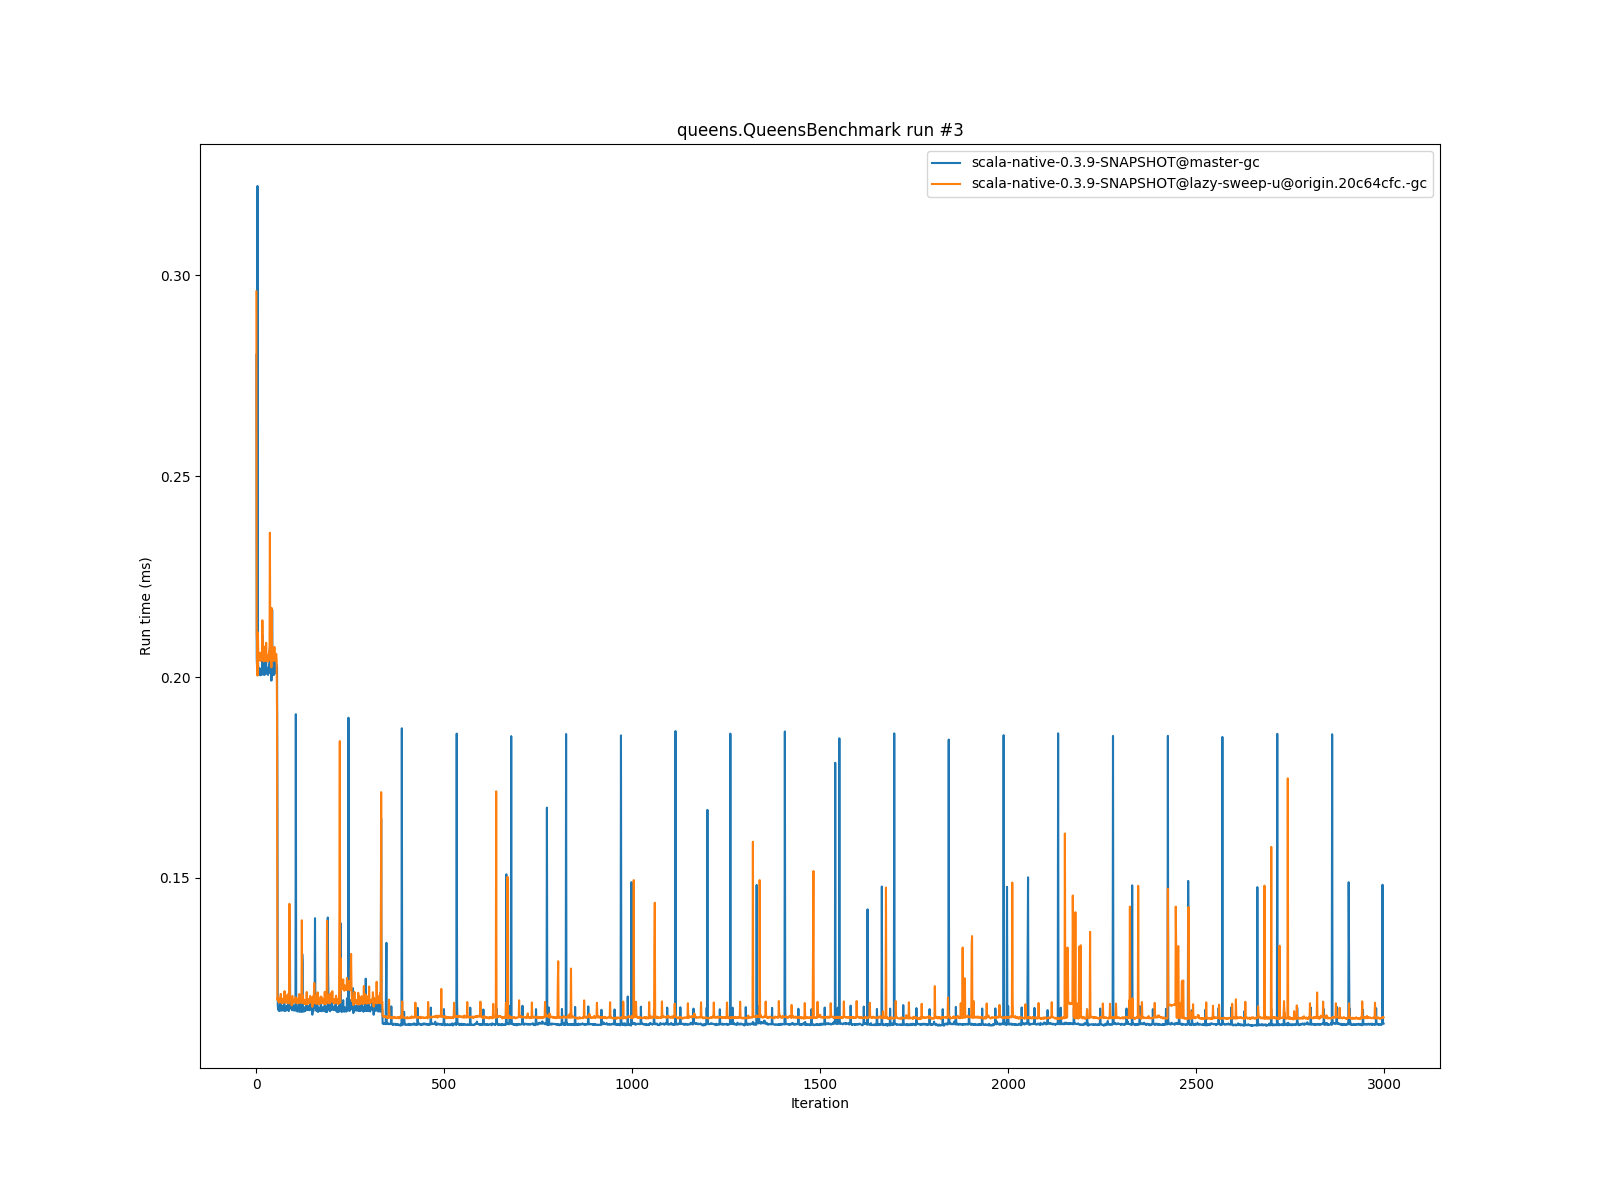 queens.QueensBenchmark run #3
scala-native-0.3.9-SNAPSHOT@master-gc
scala-native-0.3.9-SNAPSHOT@lazy-sweep-u@origin.20c64cfc.-gc
0.30
0.25
0.20
0.15
Run time (ms)
0 500 1000 1500 2000 2500 3000
Iteration